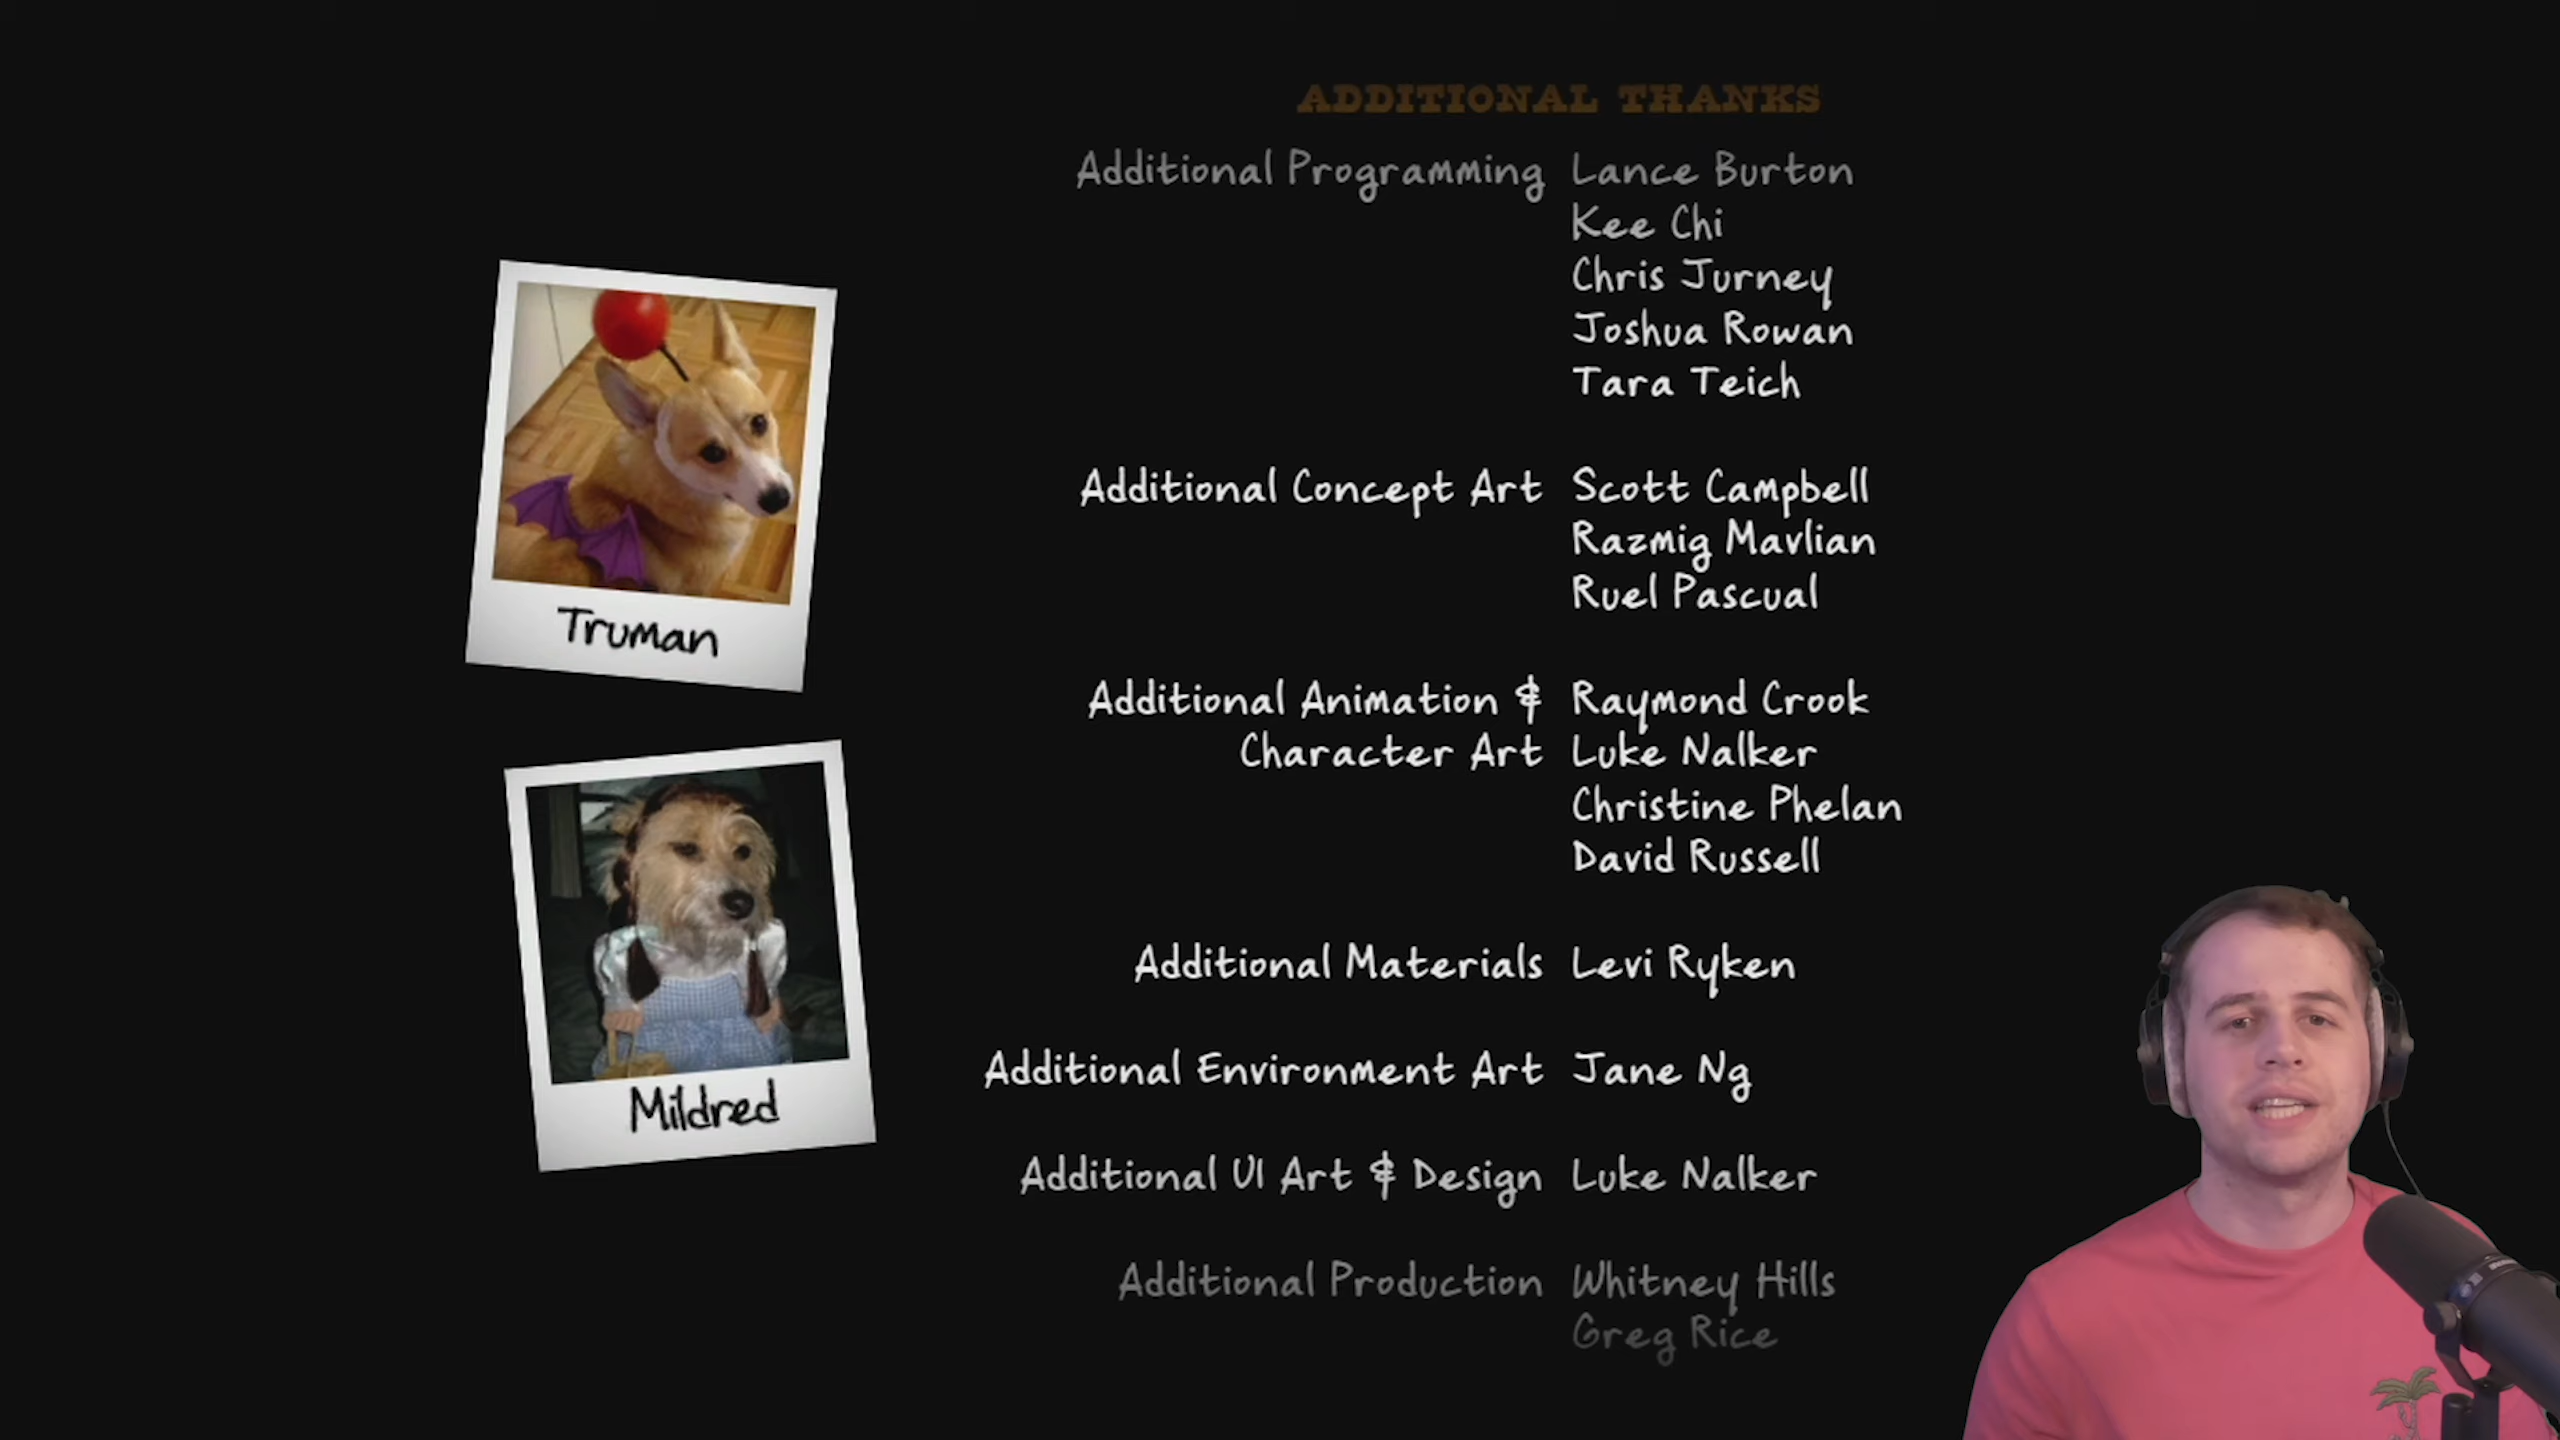 ADDITIONAL THANKS
Additional Programming Lance Burton
Kee Chi
Chris Jurney
Joshua Rowan
Tara Teich
Additional Concept Art Scott Campbell
Razmig Mavlian
Ruel Pascual
Additional Animation & Raymond Crook
Character Art Luke Nalker
Christine Phelan
David Russell
Additional Materials Levi Ryken
Additional Environment Art Jane Ng
Additional UI Art & Design Luke Nalker
Additional Production Whitney Hills
Greg Rice
Truman
Mildred